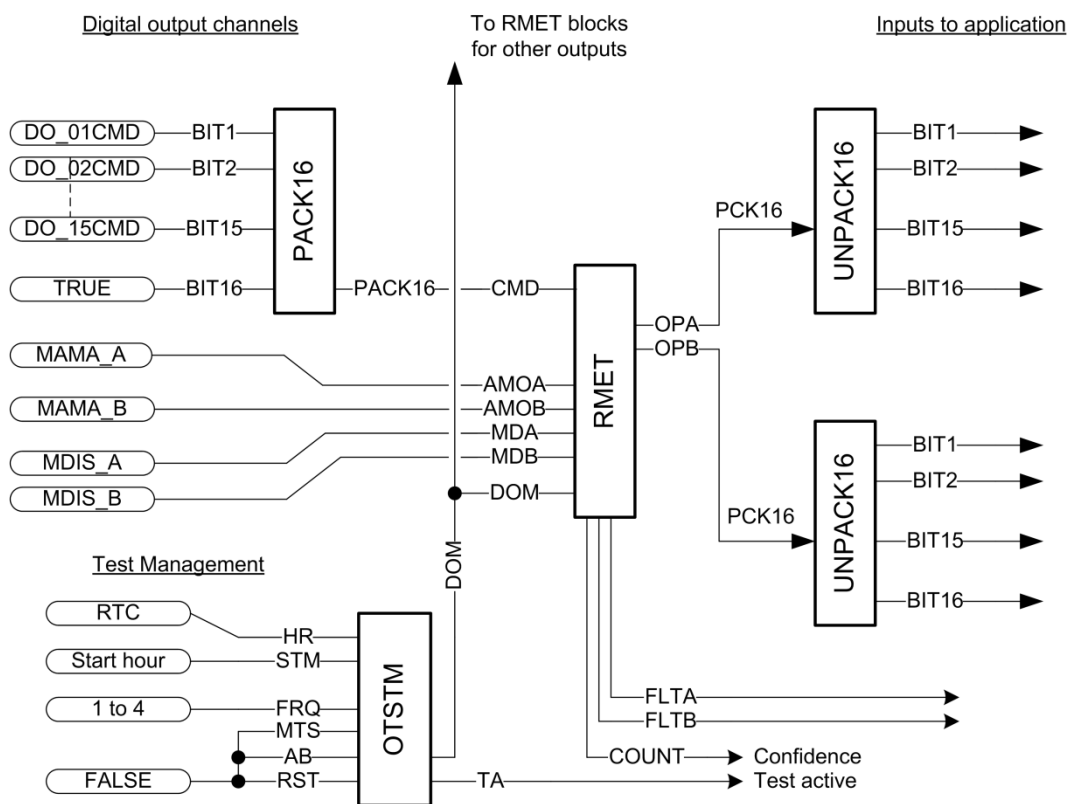 Digital output channels
To RMET blocks
for other outputs
Inputs to application
DO_01CMD
BIT1
DO_02CMD
BIT2
DO_15CMD
BIT15
TRUE
BIT16
PACK16
PACK16
CMD
MAMA_A
AMOA
MAMA_B
AMOB
MDIS_A
MDA
MDIS_B
MDB
DOM
RMET
OPA
OPB
PCK16
UNPACK16
BIT1
BIT2
BIT15
BIT16
PCK16
UNPACK16
BIT1
BIT2
BIT15
BIT16
Test Management
DOM
RTC
HR
Start hour
STM
1 to 4
FRQ
MTS
AB
FALSE
RST
OTSTM
TA
FLTA
FLTB
COUNT
Confidence
Test active